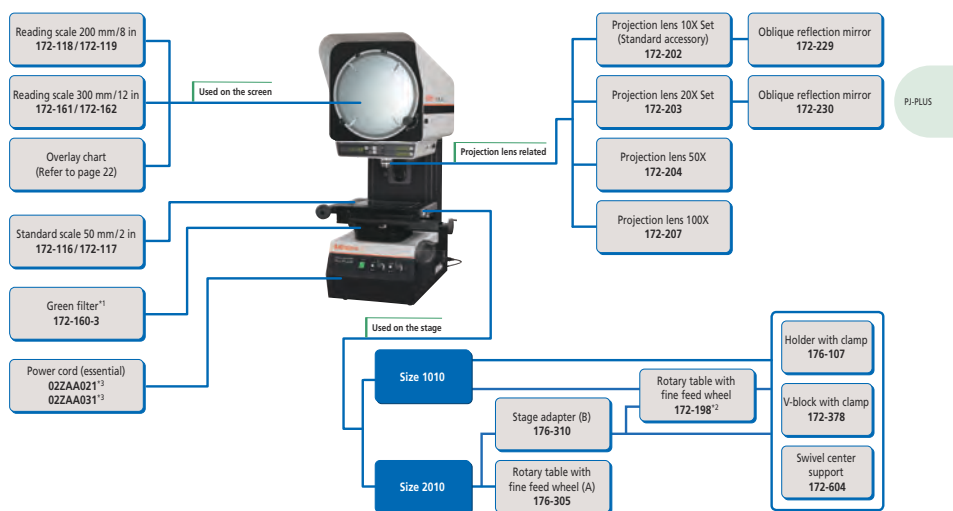 Reading scale 200 mm/8 in
172-118 / 172-119
Reading scale 300 mm/12 in
172-161 / 172-162
Overlay chart
(Refer to page 22)
Used on the screen
Standard scale 50 mm/2 in
172-116 / 172-117
Green filter*1
172-160-3
Power cord (essential)
02ZAA021*3
02ZAA031*3
Projection lens related
Projection lens 10X Set
(Standard accessory)
172-202
Oblique reflection mirror
172-229
Projection lens 20X Set
172-203
Oblique reflection mirror
172-230
Projection lens 50X
172-204
Projection lens 100X
172-207
PJ-PLUS
Used on the stage
Size 1010
Size 2010
Stage adapter (B)
176-310
Rotary table with
fine feed wheel (A)
176-305
Rotary table with
fine feed wheel
172-198*2
Holder with clamp
176-107
V-block with clamp
172-378
Swivel center
support
172-604